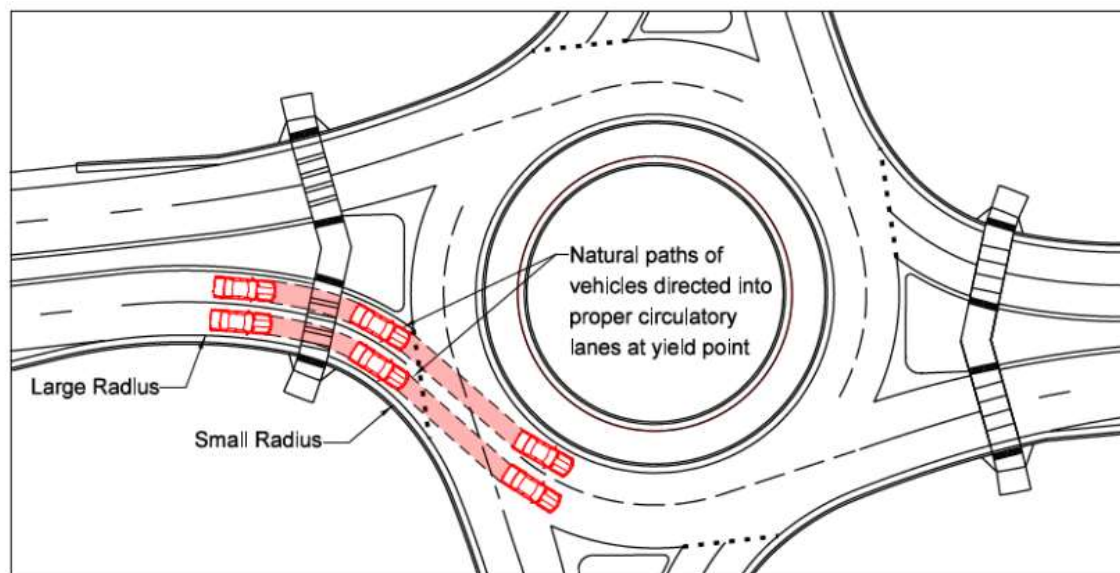 Natural paths of
vehicles directed into
proper circulatory
lanes at yield point
Large Radius
Small Radius